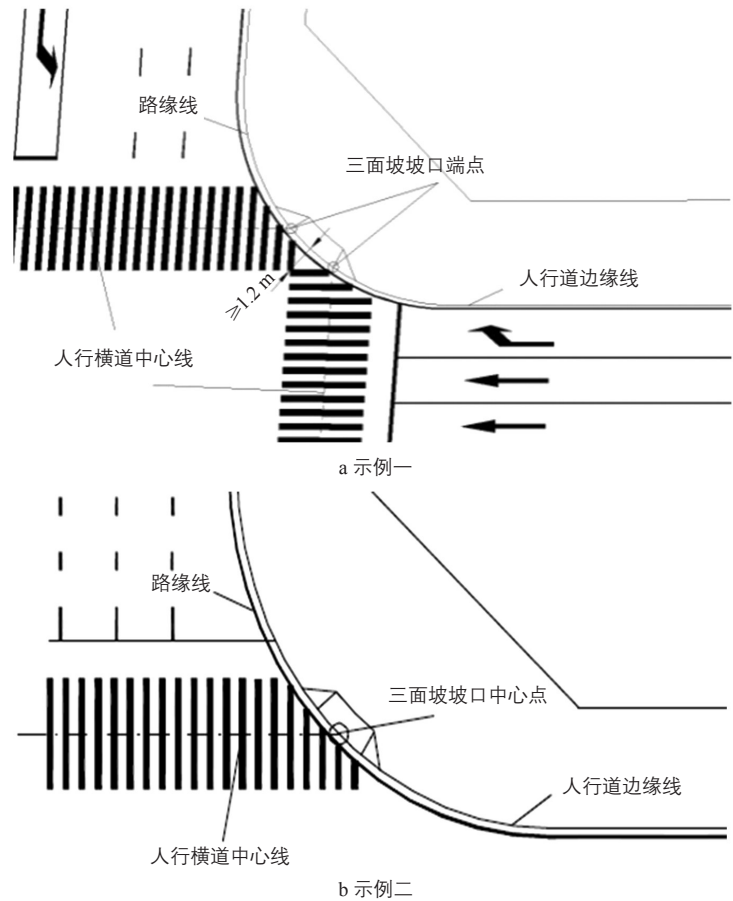 路缘线
三面坡坡口端点
≥1.2 m
人行道边缘线
人行横道中心线
a 示例一
路缘线
三面坡坡口中心点
人行道边缘线
人行横道中心线
b 示例二